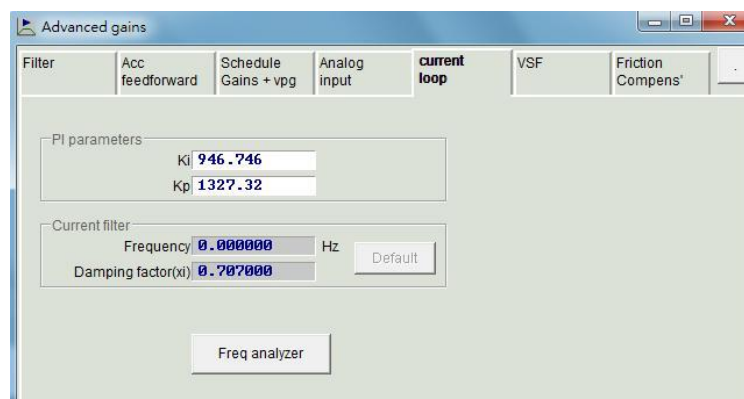 Advanced gains
Filter
Acc
feedforward
Schedule
Gains + vpg
Analog
input
current
loop
VSF
Friction
Compens'
.
PI parameters
Ki 946.746
Kp 1327.32
Current filter
Frequency 0.000000 Hz
Default
Damping factor(xi) 0.707000
Freq analyzer